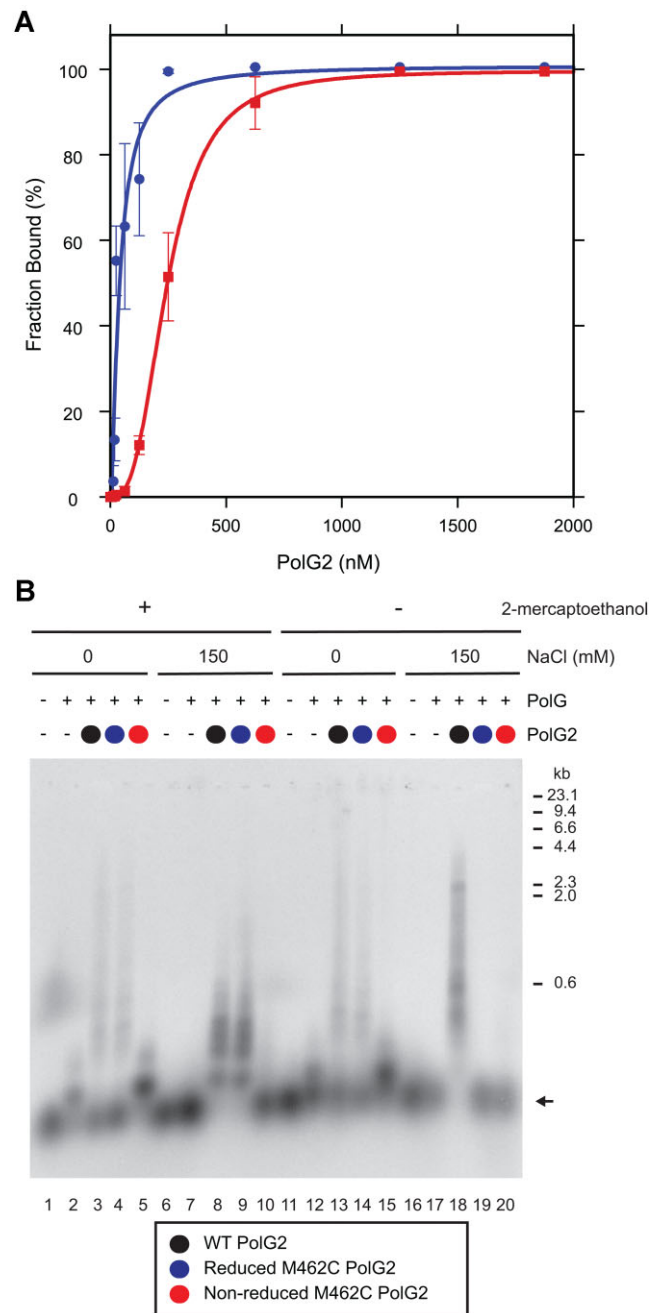 A
100
80
60
40
20
0
Fraction Bound (%)
0 500 1000 1500 2000
PolG2 (nM)
B
+ - 2-mercaptoethanol
0 150 0 150 NaCl (mM)
- + + + + - + + + + - + + + + - + + + + PolG
- - - - - - - - PolG2
kb
23.1
9.4
6.6
4.4
2.3
2.0
0.6
1 2 3 4 5 6 7 8 9 10 11 12 13 14 15 16 17 18 19 20
WT PolG2
Reduced M462C PolG2
Non-reduced M462C PolG2